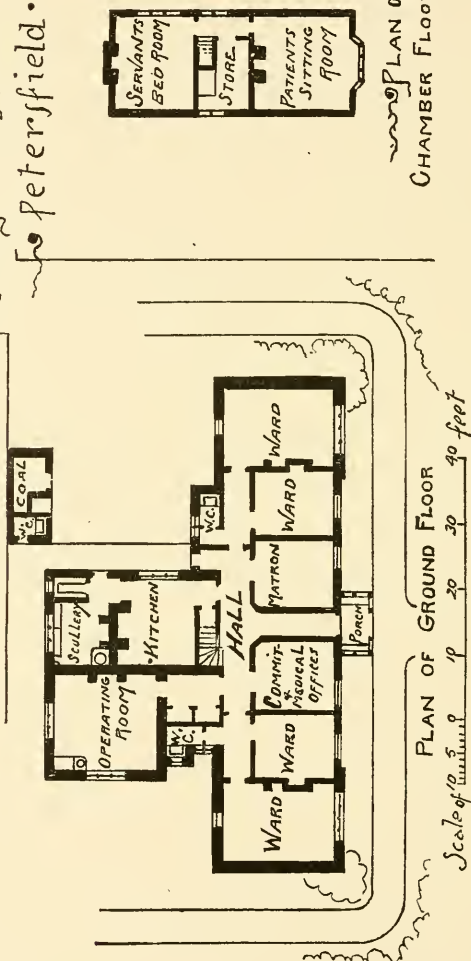 Petersfield.
SERVANTS
BED ROOM
STORE
PATIENTS
SITTING
ROOM
PLAN O
CHAMBER FLOO
COAL
W.C.
SCULLERY
KITCHEN
OPERATING
ROOM
W.C.
W.C.
HALL
WARD
WARD
COMMIT-
& MEDICAL
OFFICES
MATRON
WARD
WARD
PORCH
PLAN OF GROUND FLOOR
Scale of 10 5 0 10 20 30 40 feet